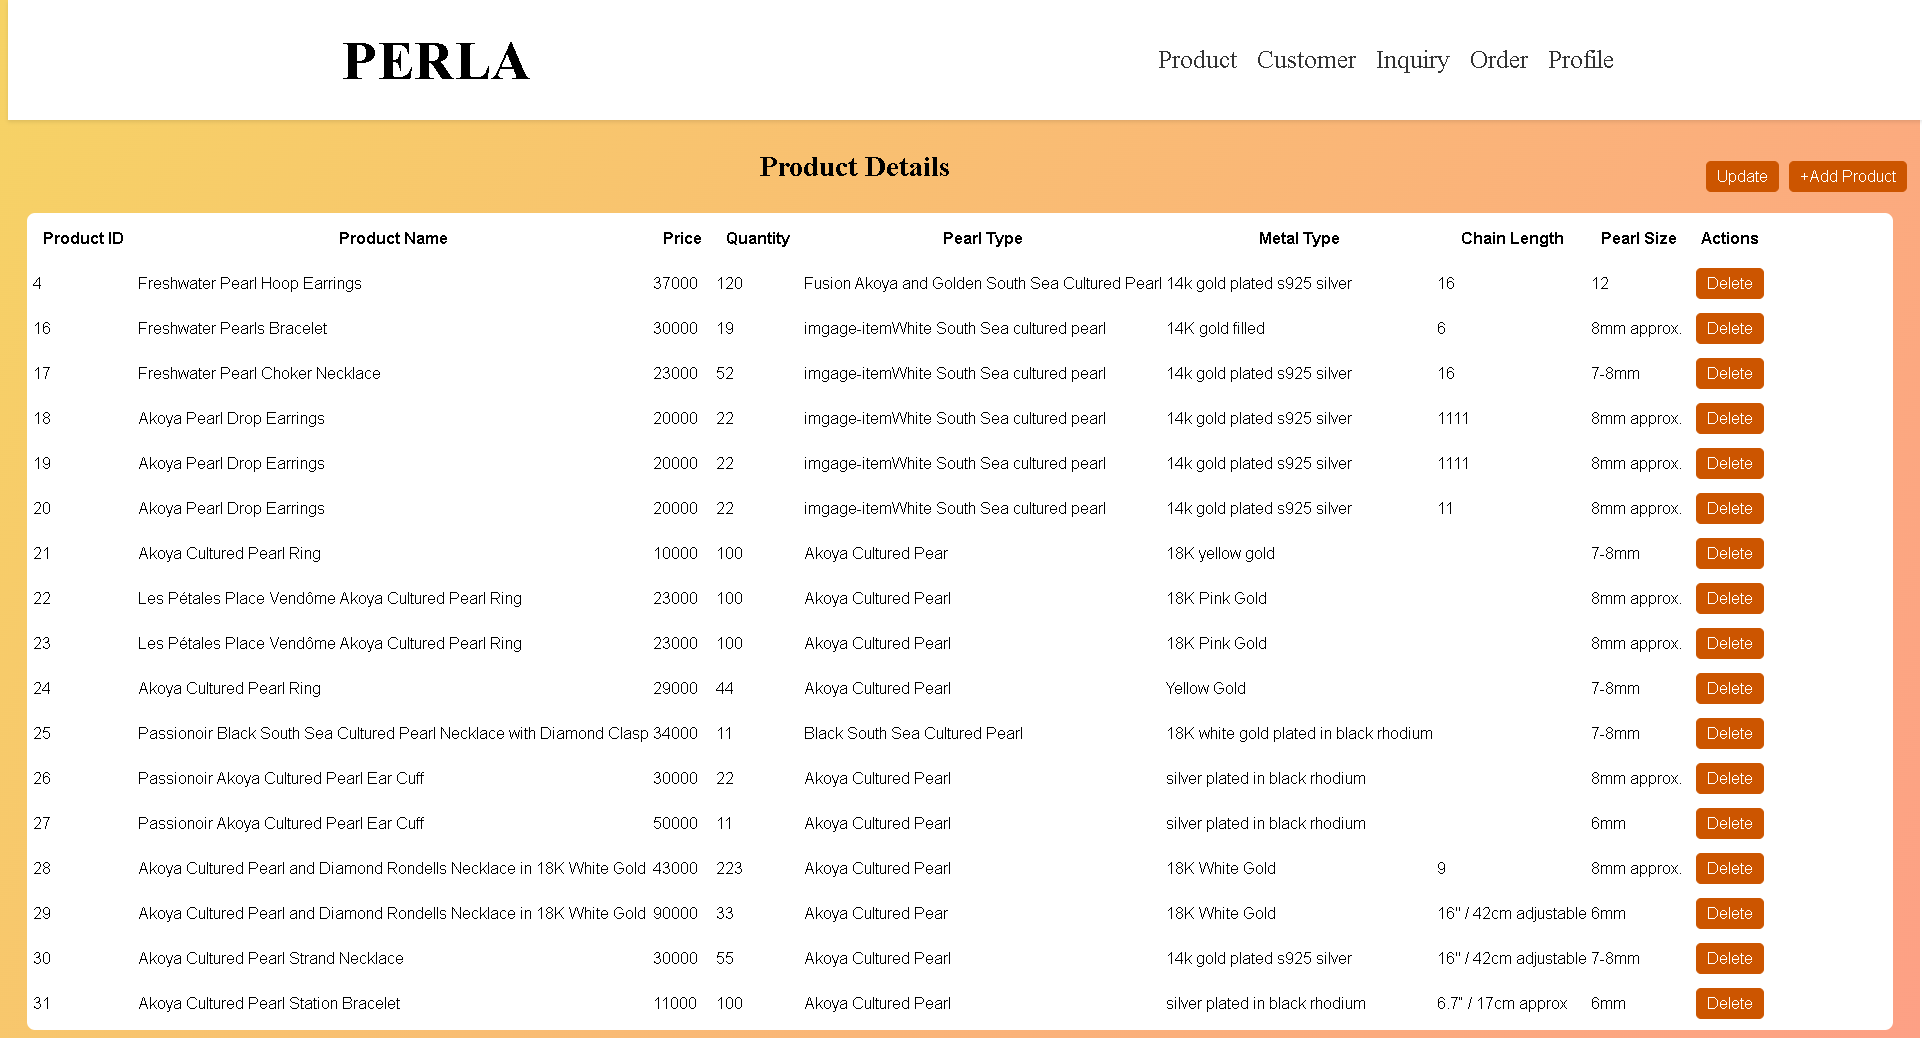 PERLA
Product Customer Inquiry Order Profile
Product Details
Update +Add Product
Product ID Product Name Price Quantity Pearl Type Metal Type Chain Length Pearl Size Actions
4 Freshwater Pearl Hoop Earrings 37000 120 Fusion Akoya and Golden South Sea Cultured Pearl 14k gold plated s925 silver 16 12 Delete
16 Freshwater Pearls Bracelet 30000 19 imgage-itemWhite South Sea cultured pearl 14K gold filled 6 8mm approx. Delete
17 Freshwater Pearl Choker Necklace 23000 52 imgage-itemWhite South Sea cultured pearl 14k gold plated s925 silver 16 7-8mm Delete
18 Akoya Pearl Drop Earrings 20000 22 imgage-itemWhite South Sea cultured pearl 14k gold plated s925 silver 1111 8mm approx. Delete
19 Akoya Pearl Drop Earrings 20000 22 imgage-itemWhite South Sea cultured pearl 14k gold plated s925 silver 1111 8mm approx. Delete
20 Akoya Pearl Drop Earrings 20000 22 imgage-itemWhite South Sea cultured pearl 14k gold plated s925 silver 11 8mm approx. Delete
21 Akoya Cultured Pearl Ring 10000 100 Akoya Cultured Pear 18K yellow gold 7-8mm Delete
22 Les Pétales Place Vendôme Akoya Cultured Pearl Ring 23000 100 Akoya Cultured Pearl 18K Pink Gold 8mm approx. Delete
23 Les Pétales Place Vendôme Akoya Cultured Pearl Ring 23000 100 Akoya Cultured Pearl 18K Pink Gold 8mm approx. Delete
24 Akoya Cultured Pearl Ring 29000 44 Akoya Cultured Pearl Yellow Gold 7-8mm Delete
25 Passionoir Black South Sea Cultured Pearl Necklace with Diamond Clasp 34000 11 Black South Sea Cultured Pearl 18K white gold plated in black rhodium 7-8mm Delete
26 Passionoir Akoya Cultured Pearl Ear Cuff 30000 22 Akoya Cultured Pearl silver plated in black rhodium 8mm approx. Delete
27 Passionoir Akoya Cultured Pearl Ear Cuff 50000 11 Akoya Cultured Pearl silver plated in black rhodium 6mm Delete
28 Akoya Cultured Pearl and Diamond Rondells Necklace in 18K White Gold 43000 223 Akoya Cultured Pearl 18K White Gold 9 8mm approx. Delete
29 Akoya Cultured Pearl and Diamond Rondells Necklace in 18K White Gold 90000 33 Akoya Cultured Pear 18K White Gold 16" / 42cm adjustable 6mm Delete
30 Akoya Cultured Pearl Strand Necklace 30000 55 Akoya Cultured Pearl 14k gold plated s925 silver 16" / 42cm adjustable 7-8mm Delete
31 Akoya Cultured Pearl Station Bracelet 11000 100 Akoya Cultured Pearl silver plated in black rhodium 6.7" / 17cm approx 6mm Delete